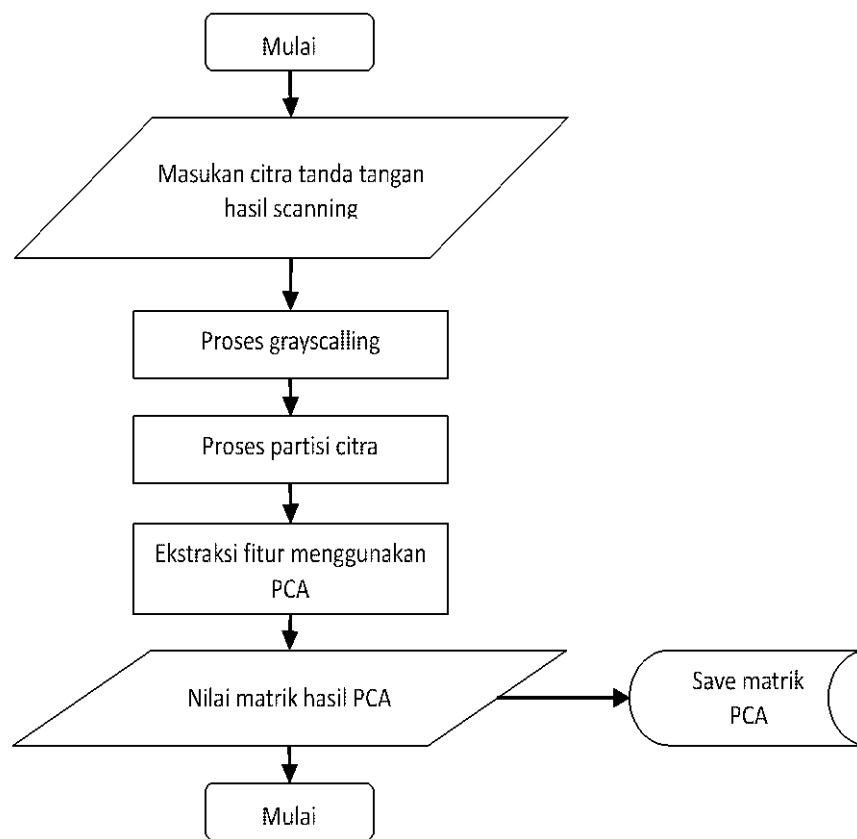 Mulai
Masukan citra tanda tangan
hasil scanning
Proses grayscalling
Proses partisi citra
Ekstraksi fitur menggunakan
PCA
Nilai matrik hasil PCA
Save matrik
PCA
Mulai